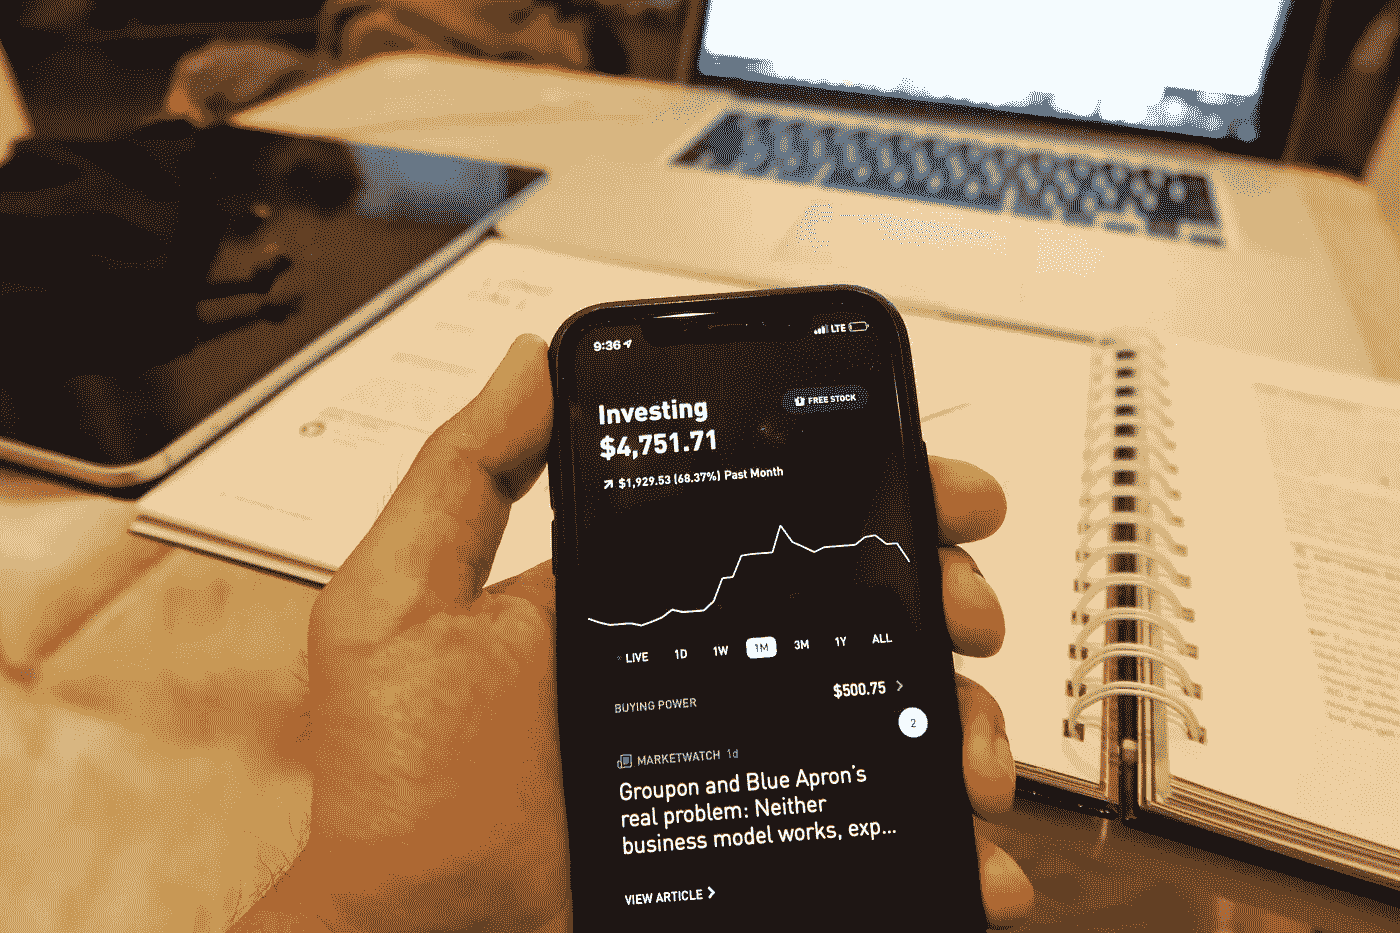 9:36
LTE
Investing
FREE STOCK
$4,751.71
$1,929.53 (68.37%) Past Month
LIVE 1D 1W 1M 3M 1Y ALL
BUYING POWER $500.75
2
MARKETWATCH 1d
Groupon and Blue Apron's
real problem: Neither
business model works, exp...
VIEW ARTICLE